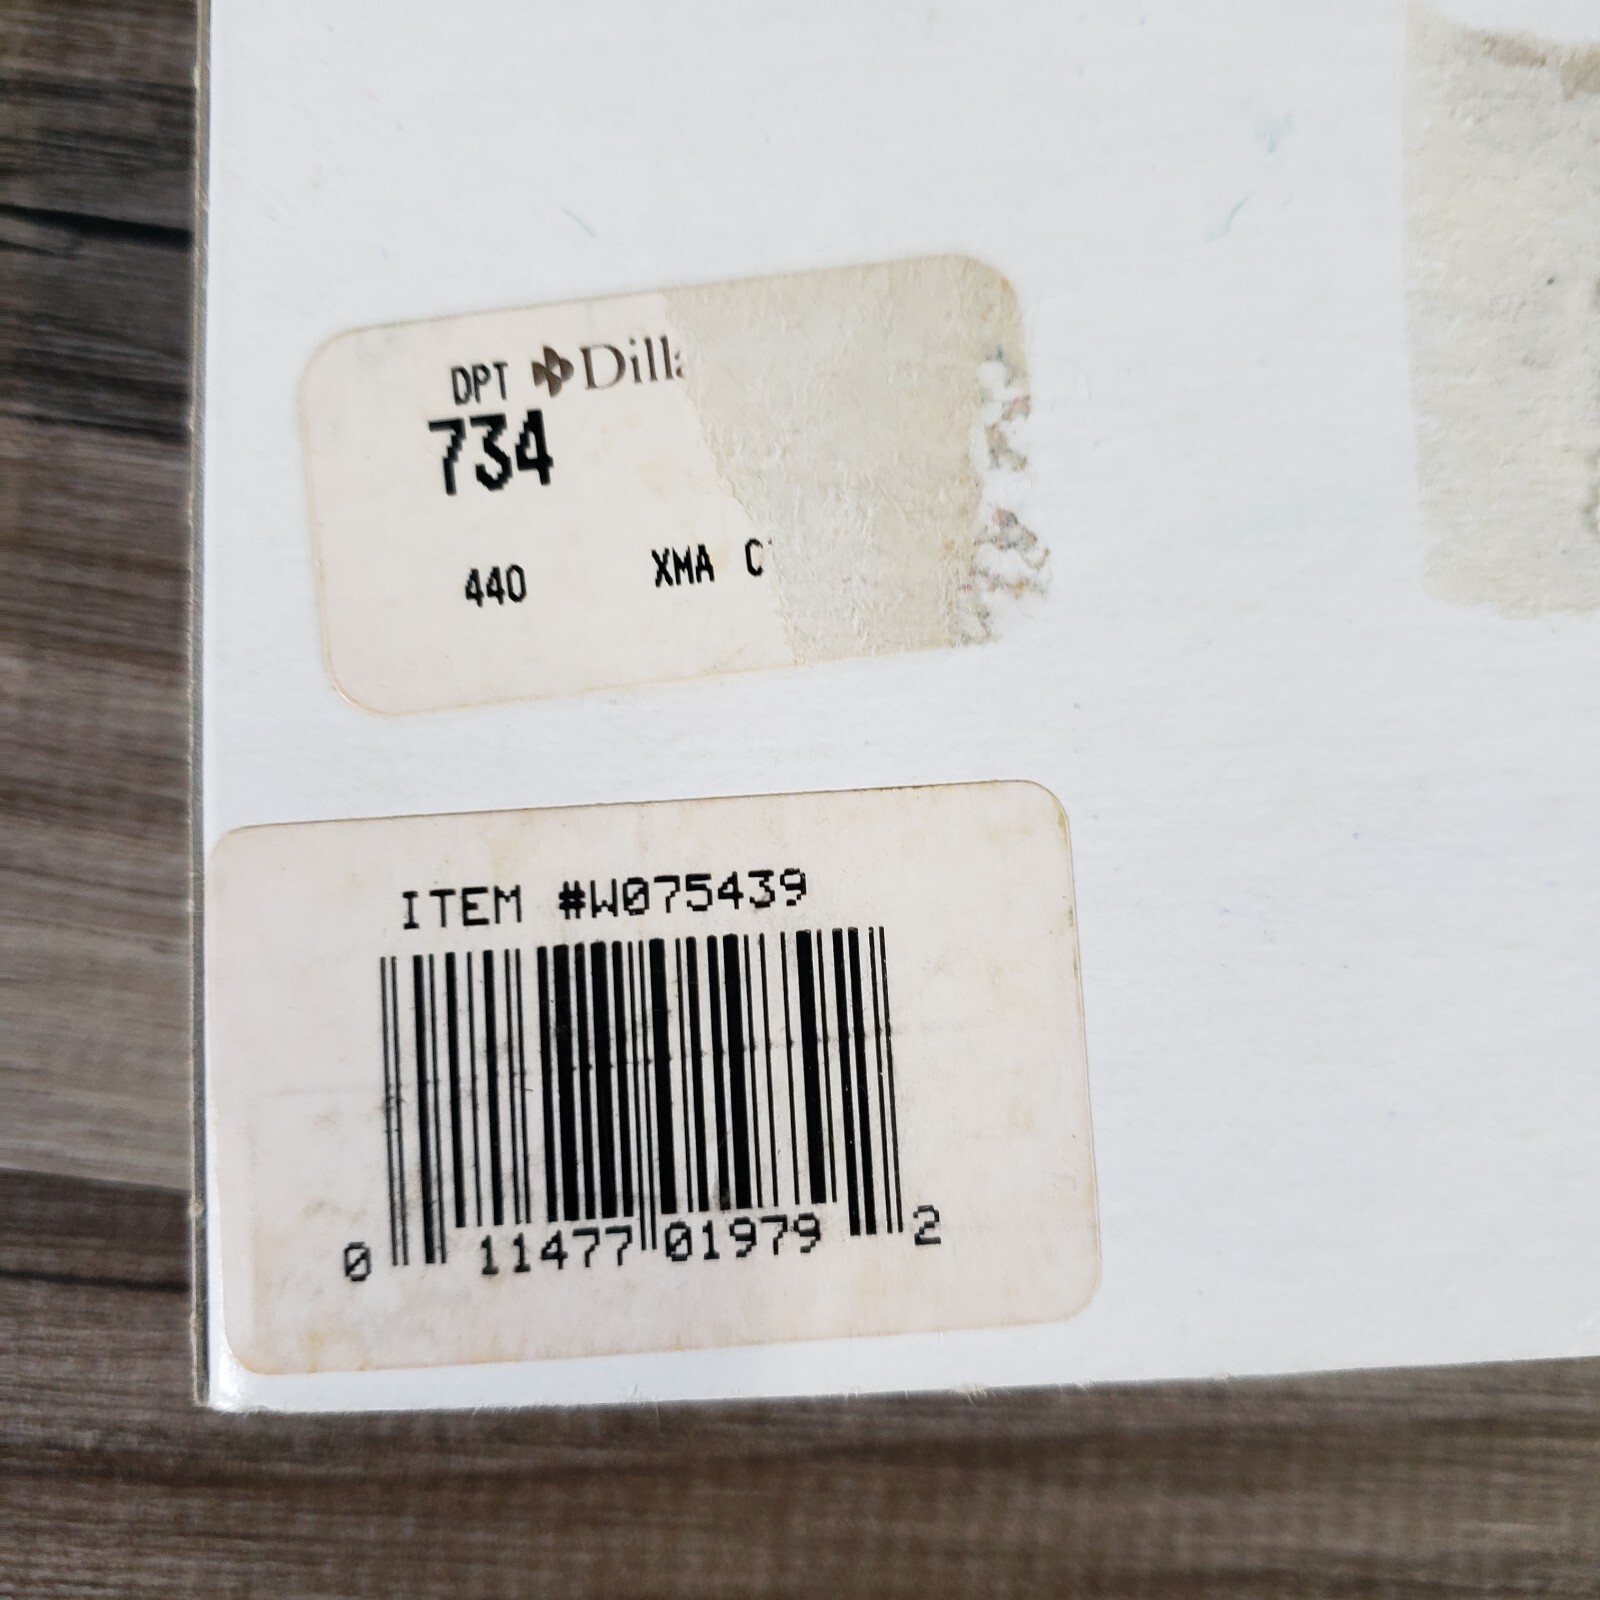 DPT Dill
734
440 XMA C
ITEM #W075439
0 11477 01979 2